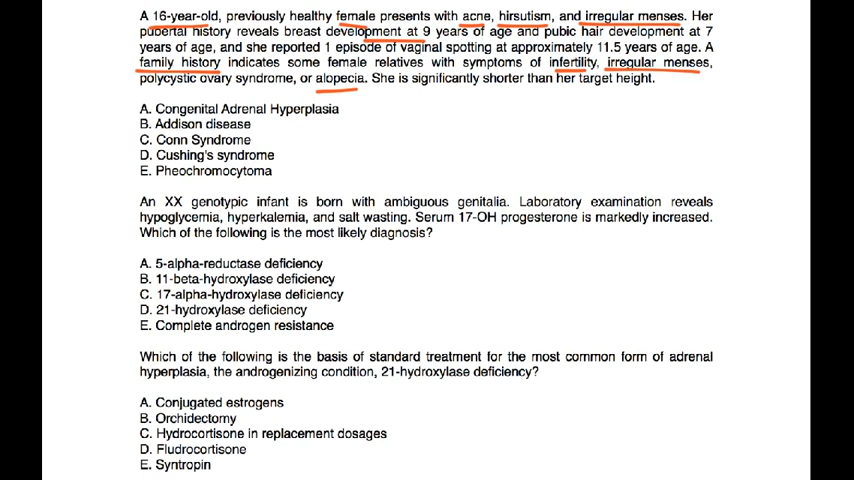 A 16-year-old, previously healthy female presents with acne, hirsutism, and irregular menses. Her
pubertal history reveals breast development at 9 years of age and pubic hair development at 7
years of age, and she reported 1 episode of vaginal spotting at approximately 11.5 years of age. A
family history indicates some female relatives with symptoms of infertility, irregular menses,
polycystic ovary syndrome, or alopecia. She is significantly shorter than her target height.
A. Congenital Adrenal Hyperplasia
B. Addison disease
C. Conn Syndrome
D. Cushing's syndrome
E. Pheochromocytoma
An XX genotypic infant is born with ambiguous genitalia. Laboratory examination reveals
hypoglycemia, hyperkalemia, and salt wasting. Serum 17-OH progesterone is markedly increased.
Which of the following is the most likely diagnosis?
A. 5-alpha-reductase deficiency
B. 11-beta-hydroxylase deficiency
C. 17-alpha-hydroxylase deficiency
D. 21-hydroxylase deficiency
E. Complete androgen resistance
Which of the following is the basis of standard treatment for the most common form of adrenal
hyperplasia, the androgenizing condition, 21-hydroxylase deficiency?
A. Conjugated estrogens
B. Orchidectomy
C. Hydrocortisone in replacement dosages
D. Fludrocortisone
E. Syntropin